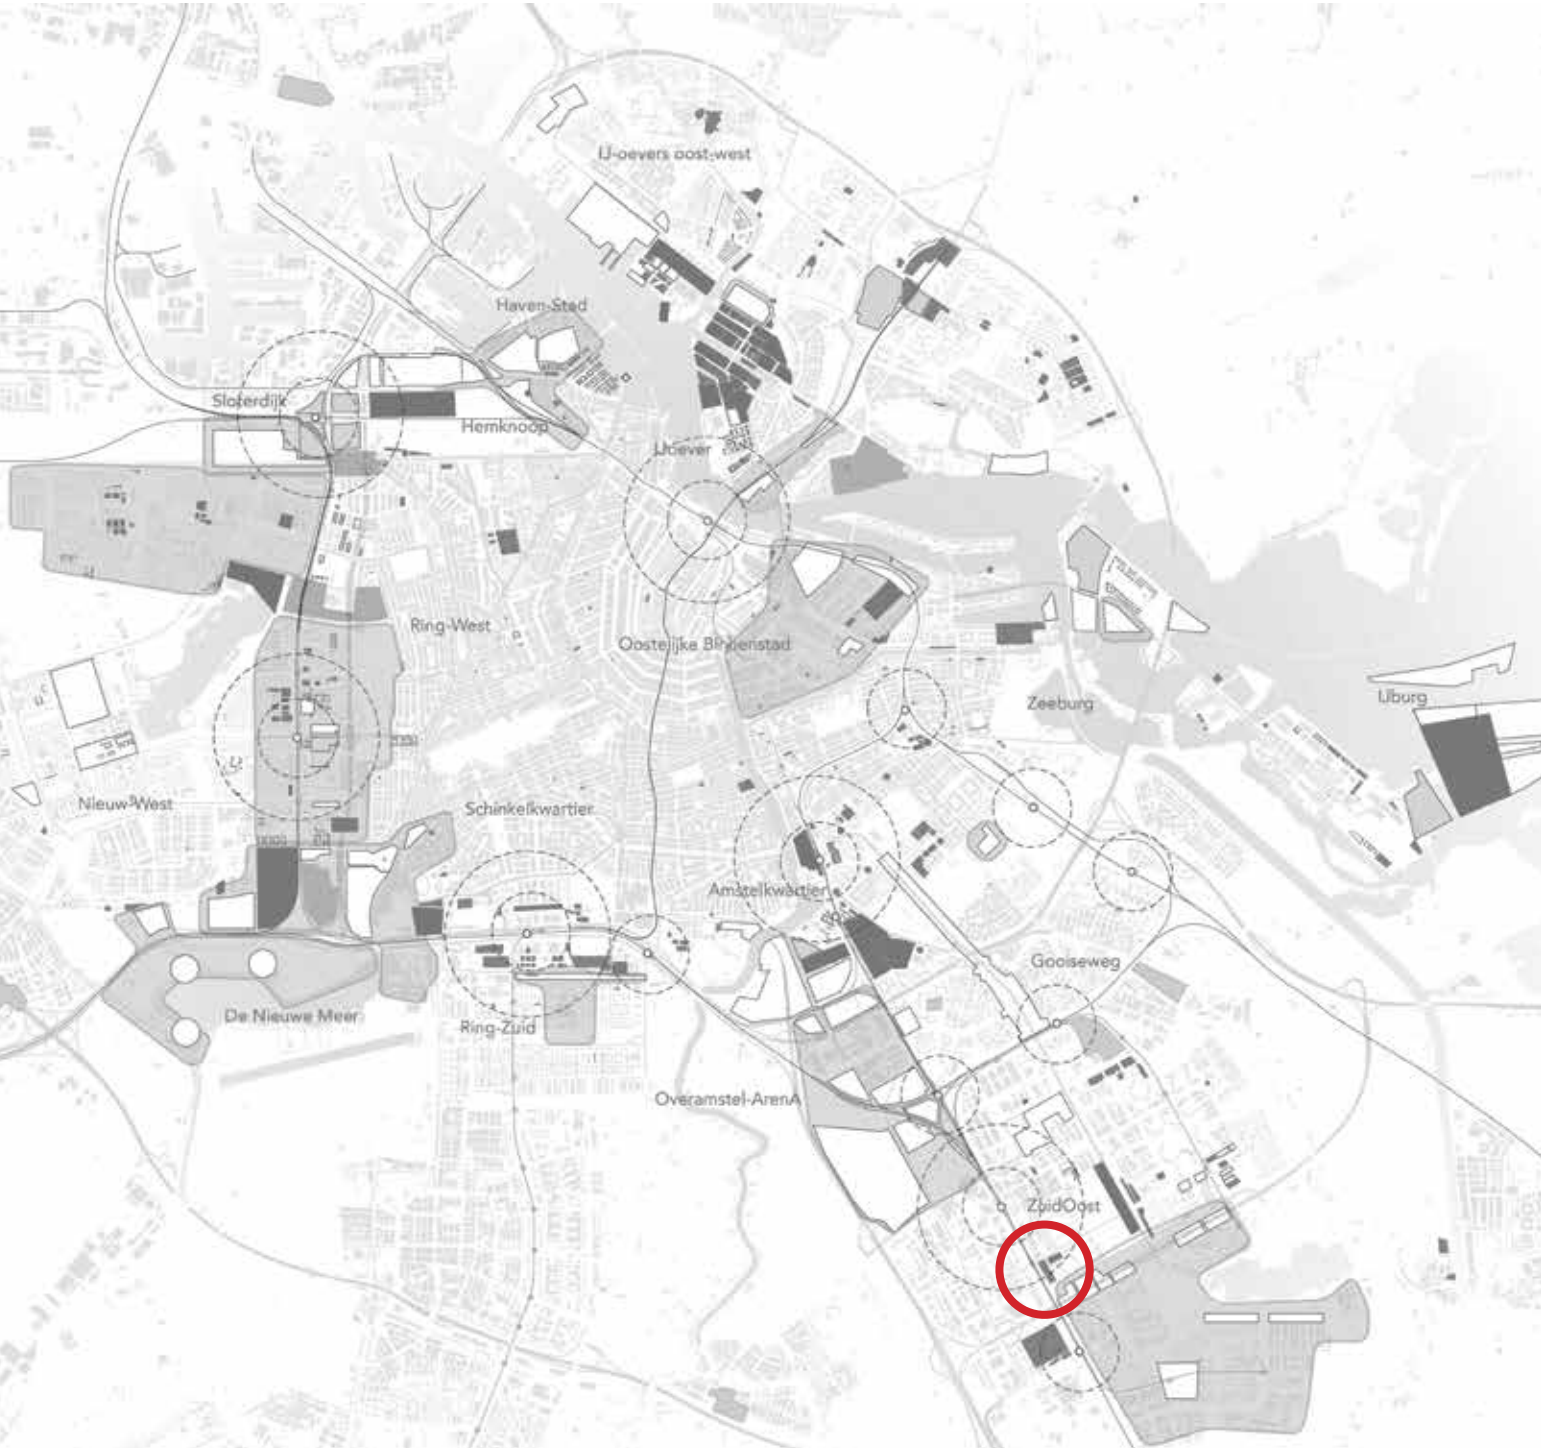 IJ-oevers oost-west
Haven-Stad
Sloterdijk
Hemknoop
IJoever
Ring-West
Oostelijke Binnenstad
Zeeburg
IJburg
Nieuw-West
Schinkelkwartier
Amstelkwartier
Gooiseweg
De Nieuwe Meer
Ring-Zuid
Overamstel-ArenA
ZuidOost